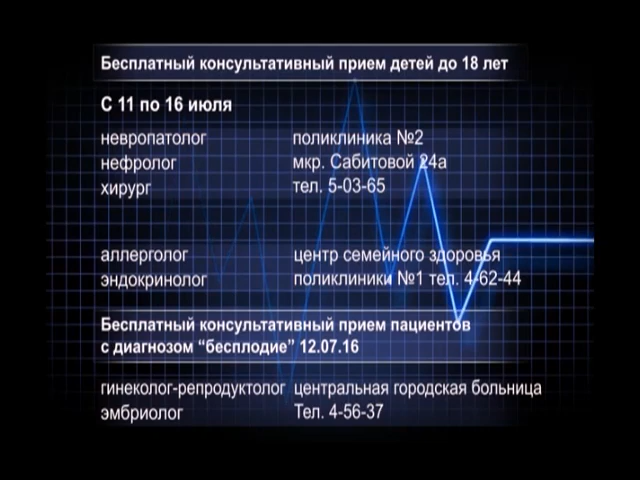 Бесплатный консультативный прием детей до 18 лет
С 11 по 16 июля
невропатолог поликлиника №2
нефролог мкр. Сабитовой 24а
хирург тел. 5-03-65
аллерголог центр семейного здоровья
эндокринолог поликлиники №1 тел. 4-62-44
Бесплатный консультативный прием пациентов
с диагнозом “бесплодие” 12.07.16
гинеколог-репродуктолог центральная городская больница
эмбриолог Тел. 4-56-37